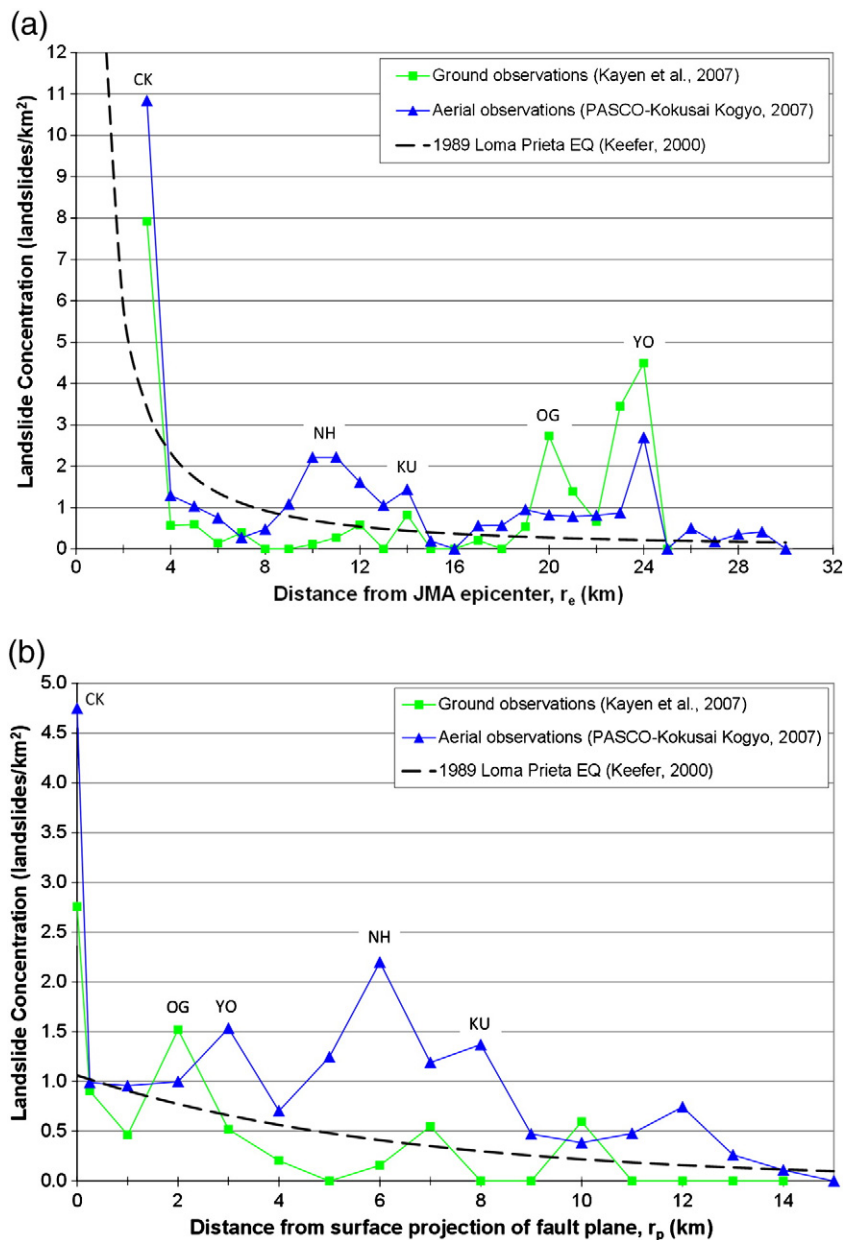 (a)
12
11
10
9
8
7
6
5
4
3
2
1
0
Landslide Concentration (landslides/km²)
CK
NH
KU
OG
YO
Ground observations (Kayen et al., 2007)
Aerial observations (PASCO-Kokusai Kogyo, 2007)
1989 Loma Prieta EQ (Keefer, 2000)
0 4 8 12 16 20 24 28 32
Distance from JMA epicenter, rₑ (km)
(b)
5.0
4.5
4.0
3.5
3.0
2.5
2.0
1.5
1.0
0.5
0.0
Landslide Concentration (landslides/km²)
CK
OG
YO
NH
KU
Ground observations (Kayen et al., 2007)
Aerial observations (PASCO-Kokusai Kogyo, 2007)
1989 Loma Prieta EQ (Keefer, 2000)
0 2 4 6 8 10 12 14
Distance from surface projection of fault plane, rₚ (km)